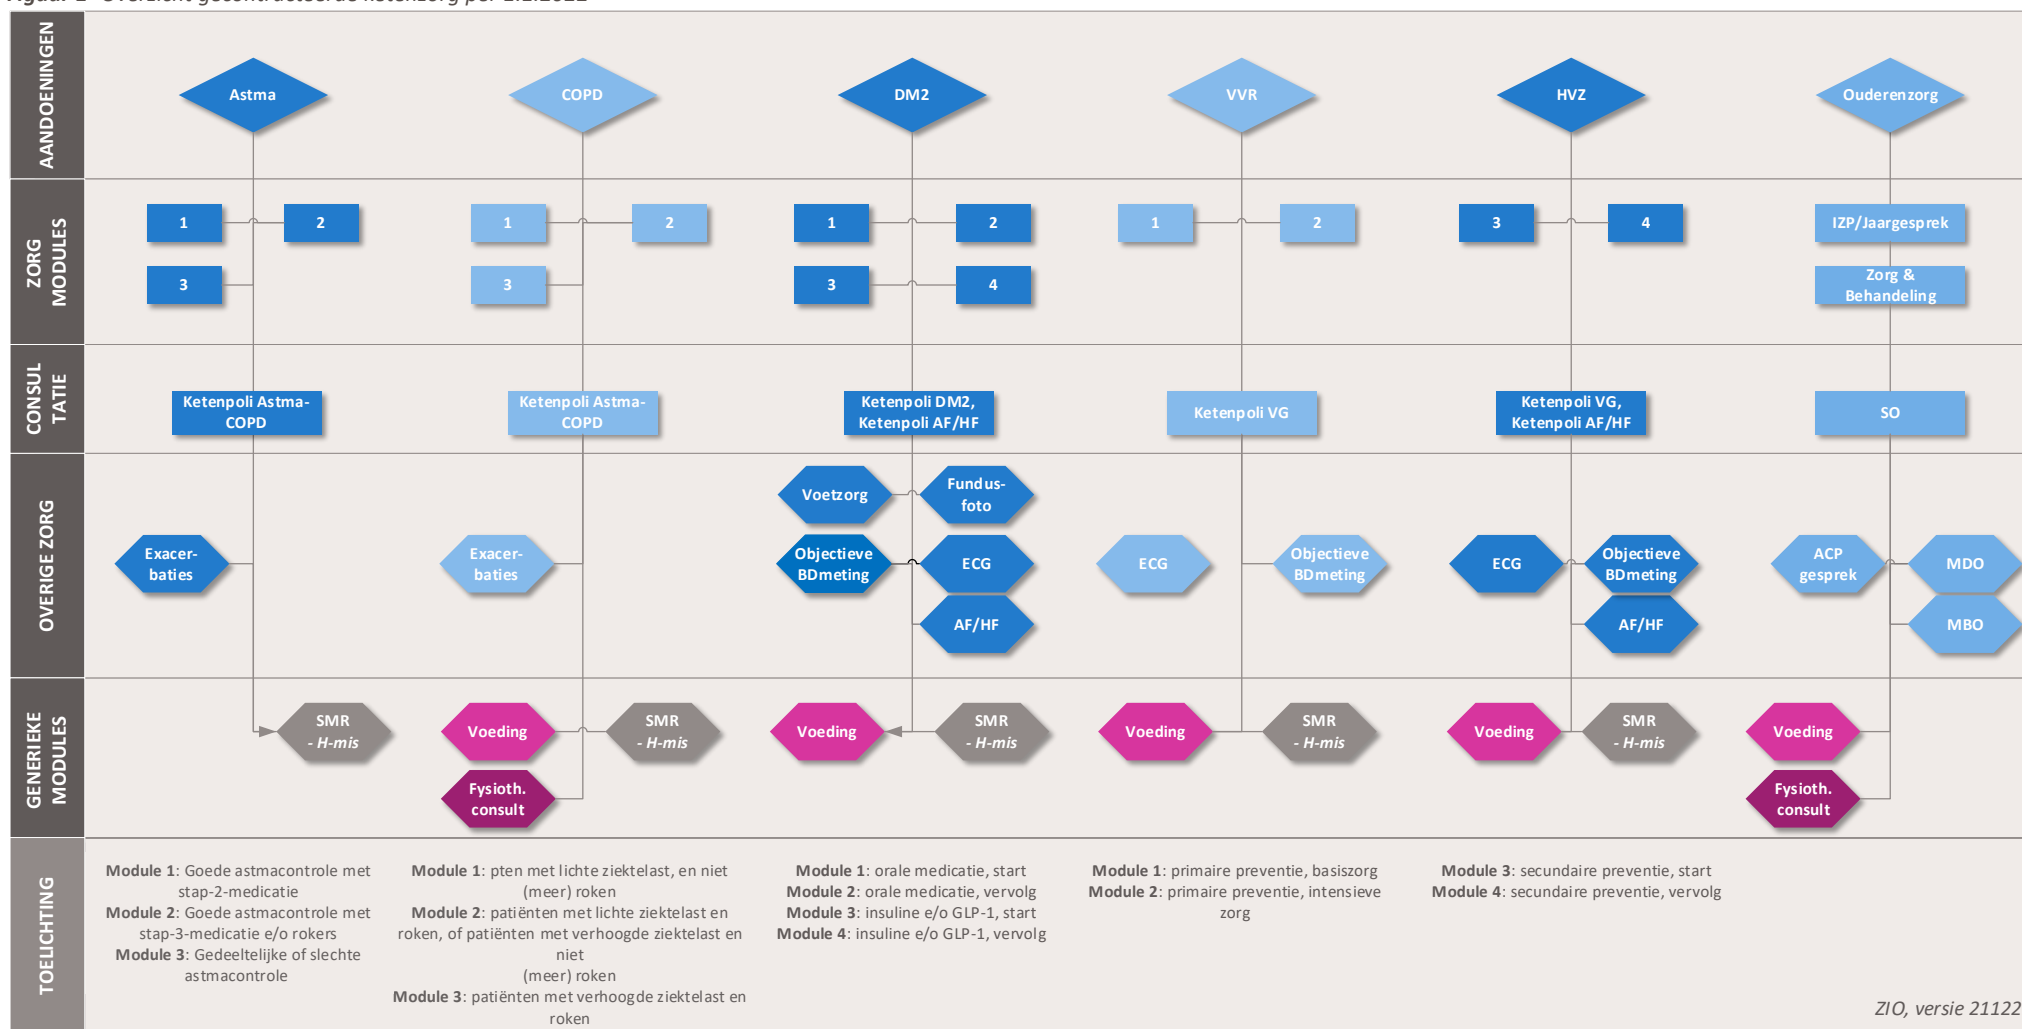 AANDOENINGEN
Astma
COPD
DM2
VVR
HVZ
Ouderenzorg
ZORG
MODULES
1
2
3
1
2
3
1
2
3
4
1
2
3
4
IZP/Jaargesprek
Zorg &
Behandeling
CONSUL
TATIE
Ketenpoli Astma-
COPD
Ketenpoli Astma-
COPD
Ketenpoli DM2,
Ketenpoli AF/HF
Ketenpoli VG
Ketenpoli VG,
Ketenpoli AF/HF
SO
OVERIGE ZORG
Exacer-
baties
Exacer-
baties
Voetzorg
Fundus-
foto
Objectieve
BDmeting
ECG
AF/HF
ECG
Objectieve
BDmeting
ECG
Objectieve
BDmeting
AF/HF
ACP
gesprek
MDO
MBO
GENERIEKE
MODULES
SMR
- H-mis
Voeding
SMR
- H-mis
Fysioth.
consult
Voeding
SMR
- H-mis
Voeding
SMR
- H-mis
Voeding
SMR
- H-mis
Voeding
Fysioth.
consult
TOELICHTING
Module 1: Goede astmacontrole met
stap-2-medicatie
Module 2: Goede astmacontrole met
stap-3-medicatie e/o rokers
Module 3: Gedeeltelijke of slechte
astmacontrole
Module 1: pten met lichte ziektelast, en niet
(meer) roken
Module 2: patiënten met lichte ziektelast en
roken, of patiënten met verhoogde ziektelast en
niet
(meer) roken
Module 3: patiënten met verhoogde ziektelast en
roken
Module 1: orale medicatie, start
Module 2: orale medicatie, vervolg
Module 3: insuline e/o GLP-1, start
Module 4: insuline e/o GLP-1, vervolg
Module 1: primaire preventie, basiszorg
Module 2: primaire preventie, intensieve
zorg
Module 3: secundaire preventie, start
Module 4: secundaire preventie, vervolg
ZIO, versie 21122